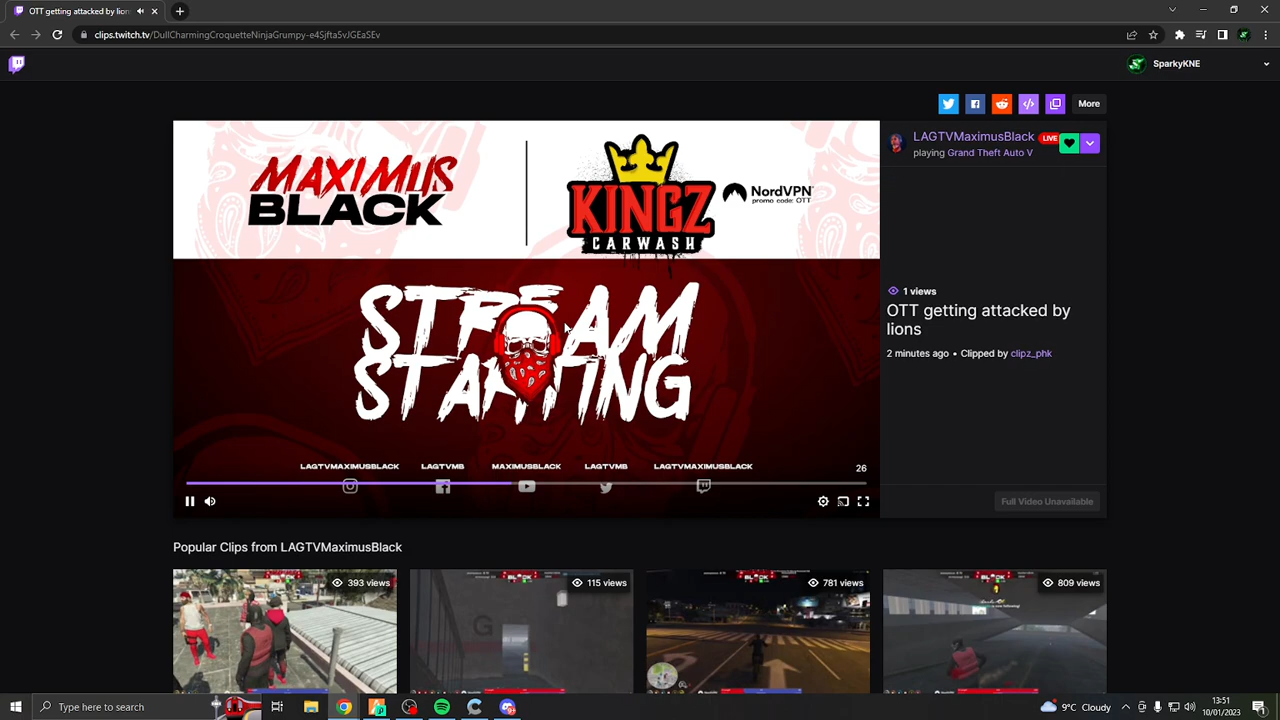 OTT getting attacked by lion
clips.twitch.tv/DullCharmingCroquetteNinjaGrumpy-e4Sjfta5vJGEaSEv
SparkyKNE
More
MAXIMUS
BLACK
KINGZ
CARWASH
NordVPN
promo code: OTT
LAGTVMaximusBlack
LIVE
playing Grand Theft Auto V
STREAM
STARTING
1 views
OTT getting attacked by
lions
2 minutes ago • Clipped by clipz_phk
LAGTVMAXIMUSBLACK LAGTVMB MAXIMUSBLACK LAGTVMB LAGTVMAXIMUSBLACK
26
Full Video Unavailable
Popular Clips from LAGTVMaximusBlack
393 views
115 views
781 views
809 views
Type here to search
9°C Cloudy
13:51
10/01/2023